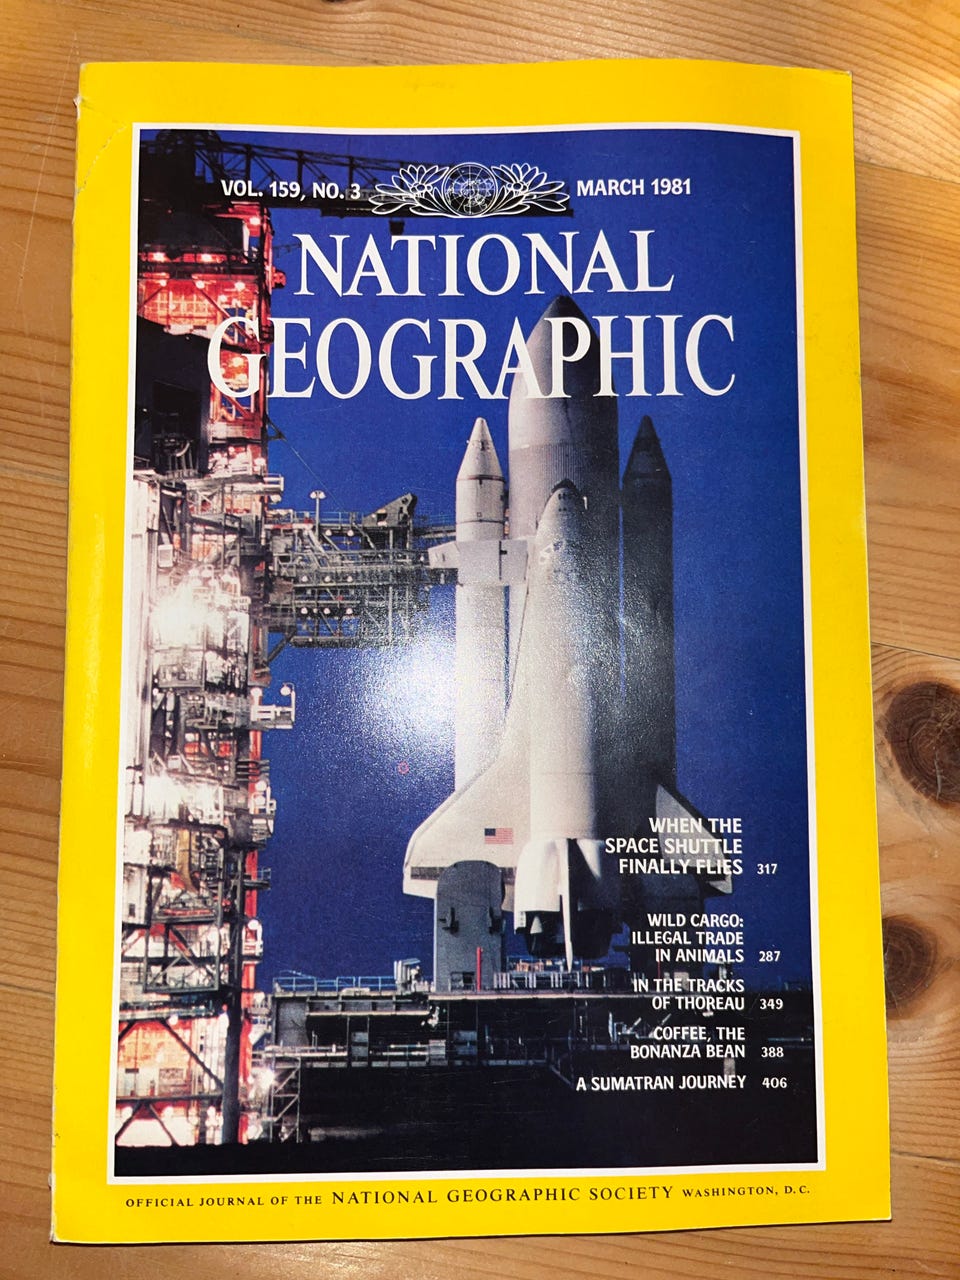 VOL. 159, NO. 3
MARCH 1981
NATIONAL
GEOGRAPHIC
WHEN THE
SPACE SHUTTLE
FINALLY FLIES 317
WILD CARGO:
ILLEGAL TRADE
IN ANIMALS 287
IN THE TRACKS
OF THOREAU 349
COFFEE, THE
BONANZA BEAN 388
A SUMATRAN JOURNEY 406
OFFICIAL JOURNAL OF THE NATIONAL GEOGRAPHIC SOCIETY WASHINGTON, D.C.